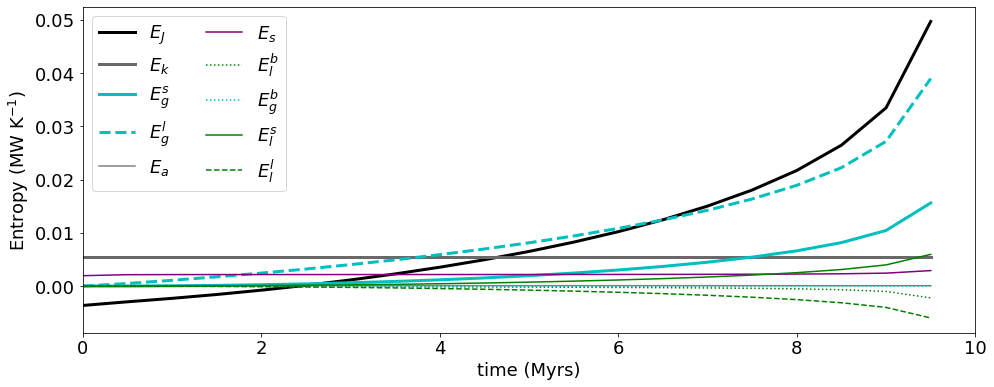 0.05
0.04
0.03
0.02
0.01
0.00
Entropy (MW K⁻¹)
E_J
E_k
E_g^s
E_g^l
E_a
E_s
E_l^b
E_g^b
E_l^s
E_l^l
0 2 4 6 8 10
time (Myrs)